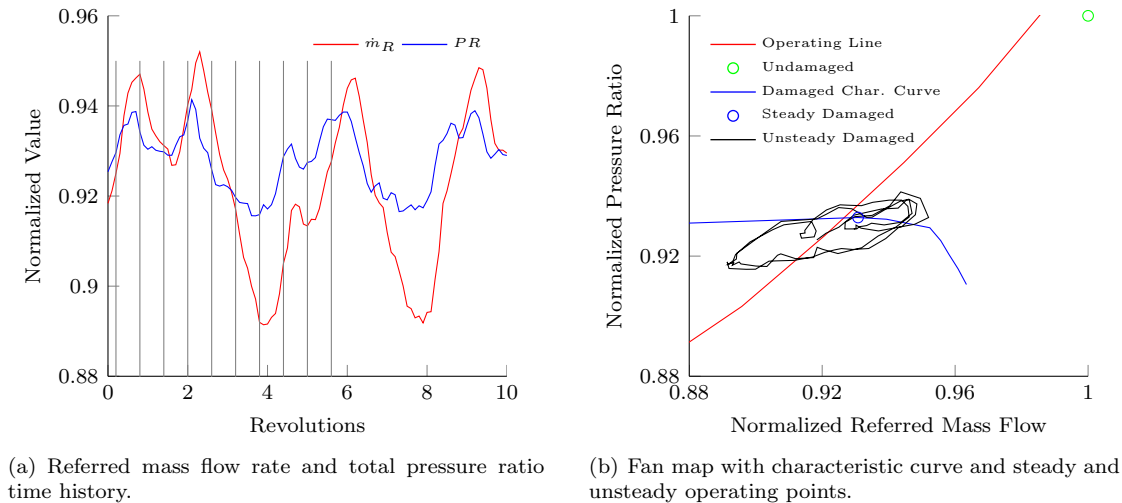 0.96
0.94
0.92
0.9
0.88
0 2 4 6 8 10
Normalized Value
Revolutions
ṁR PR
1
0.96
0.92
0.88
0.88 0.92 0.96 1
Normalized Pressure Ratio
Normalized Referred Mass Flow
Operating Line
Undamaged
Damaged Char. Curve
Steady Damaged
Unsteady Damaged
(a) Referred mass flow rate and total pressure ratio
time history.
(b) Fan map with characteristic curve and steady and
unsteady operating points.